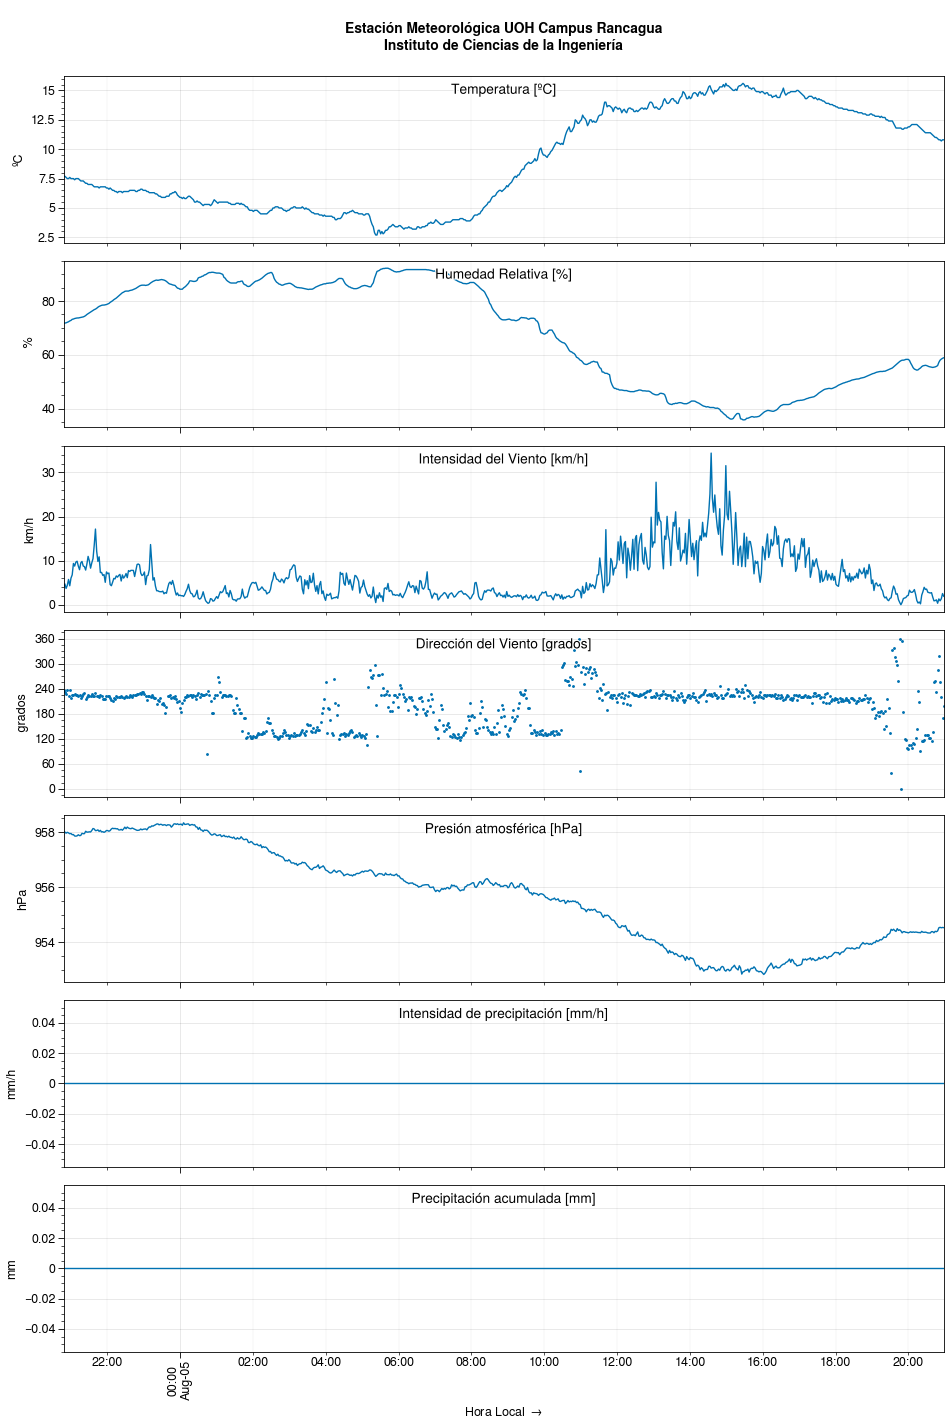 Estación Meteorológica UOH Campus Rancagua
Instituto de Ciencias de la Ingeniería
Temperatura [ºC]
15
12.5
10
7.5
5
2.5
ºC
Humedad Relativa [%]
80
60
40
%
Intensidad del Viento [km/h]
30
20
10
0
km/h
Dirección del Viento [grados]
360
300
240
180
120
60
0
grados
Presión atmosférica [hPa]
958
956
954
hPa
Intensidad de precipitación [mm/h]
0.04
0.02
0
−0.02
−0.04
mm/h
Precipitación acumulada [mm]
0.04
0.02
0
−0.02
−0.04
mm
22:00 00:00 02:00 04:00 06:00 08:00 10:00 12:00 14:00 16:00 18:00 20:00
Aug-05
Hora Local →